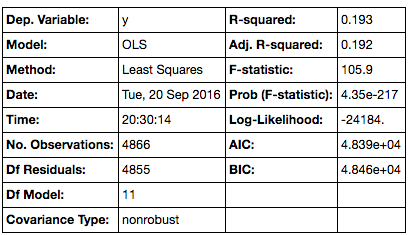 Dep. Variable: y R-squared: 0.193
Model: OLS Adj. R-squared: 0.192
Method: Least Squares F-statistic: 105.9
Date: Tue, 20 Sep 2016 Prob (F-statistic): 4.35e-217
Time: 20:30:14 Log-Likelihood: -24184.
No. Observations: 4866 AIC: 4.839e+04
Df Residuals: 4855 BIC: 4.846e+04
Df Model: 11
Covariance Type: nonrobust